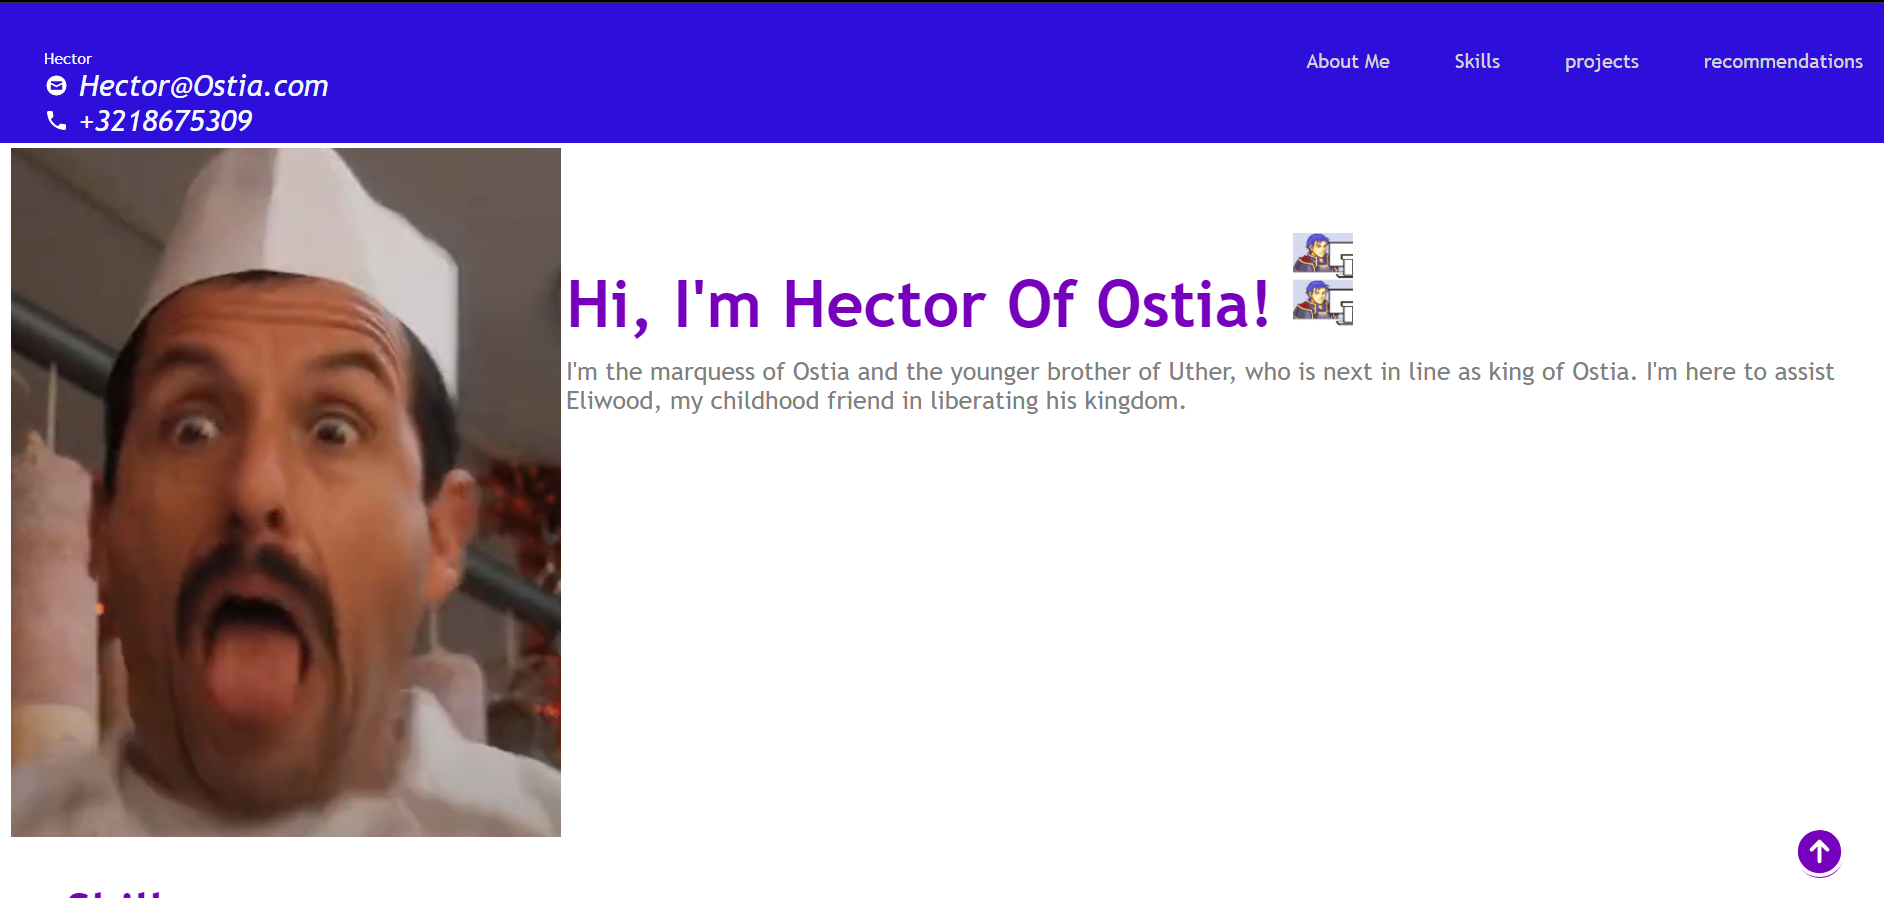 Hector
Hector@Ostia.com
+3218675309
About Me
Skills
projects
recommendations
Hi, I'm Hector Of Ostia!
I'm the marquess of Ostia and the younger brother of Uther, who is next in line as king of Ostia. I'm here to assist
Eliwood, my childhood friend in liberating his kingdom.